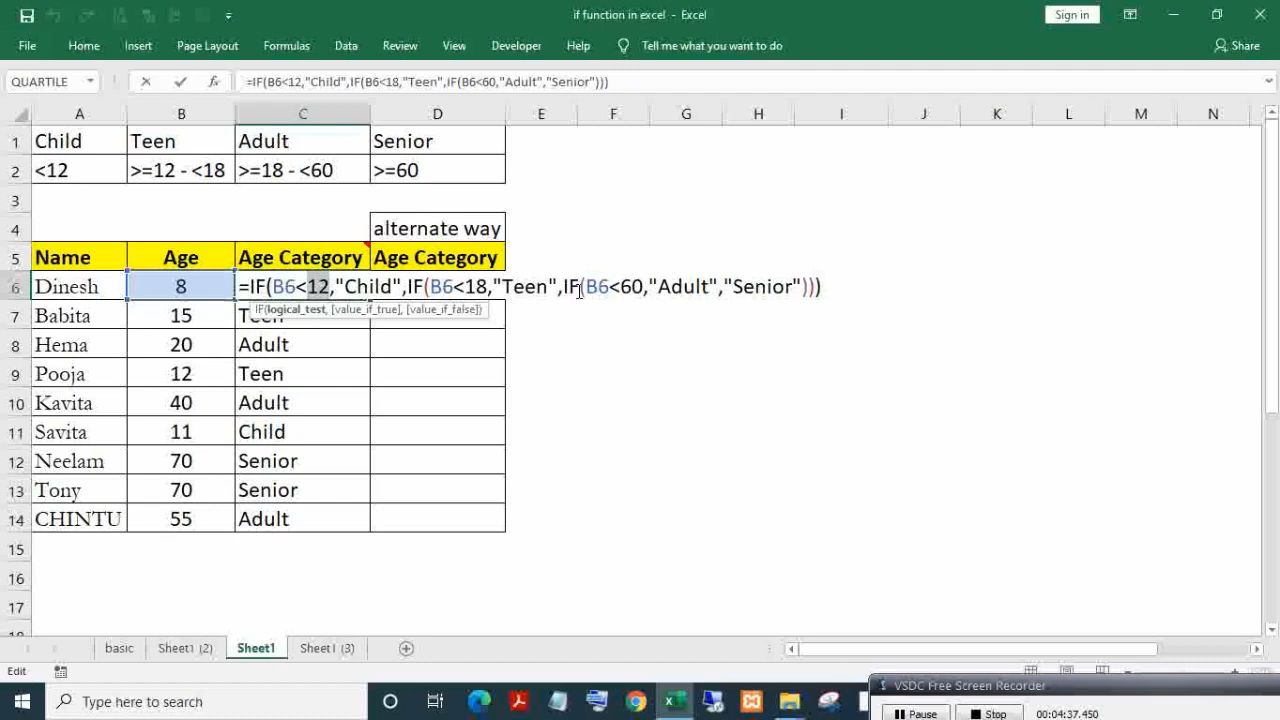 if function in excel - Excel
Sign in
File Home Insert Page Layout Formulas Data Review View Developer Help Tell me what you want to do Share
QUARTILE fx =IF(B6<12,"Child",IF(B6<18,"Teen",IF(B6<60,"Adult","Senior")))
A B C D E F G H I J K L M N
1 Child Teen Adult Senior
2 <12 >=12 - <18 >=18 - <60 >=60
3
4 alternate way
5 Name Age Age Category Age Category
6 Dinesh 8 =IF(B6<12,"Child",IF(B6<18,"Teen",IF(B6<60,"Adult","Senior")))
IF(logical_test, [value_if_true], [value_if_false])
7 Babita 15 Teen
8 Hema 20 Adult
9 Pooja 12 Teen
10 Kavita 40 Adult
11 Savita 11 Child
12 Neelam 70 Senior
13 Tony 70 Senior
14 CHINTU 55 Adult
15
16
17
basic Sheet1 (2) Sheet1 Sheet1 (3)
Edit
VSDC Free Screen Recorder
Type here to search
Pause Stop 00:04:37.450